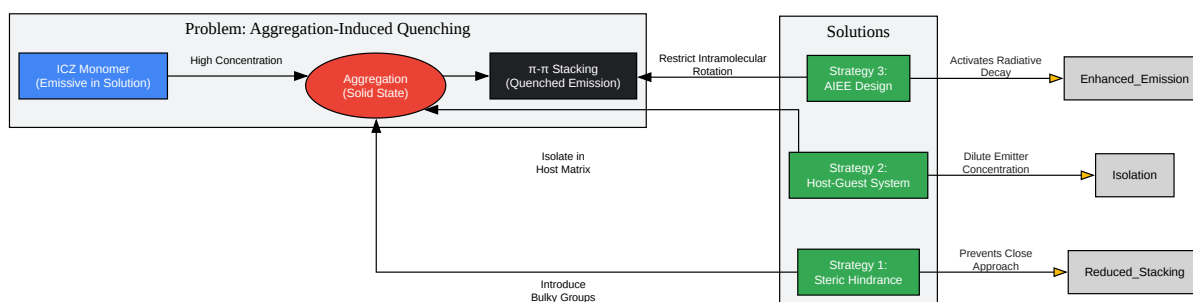 Problem: Aggregation-Induced Quenching
ICZ Monomer
(Emissive in Solution)
High Concentration
Aggregation
(Solid State)
π-π Stacking
(Quenched Emission)
Restrict Intramolecular
Rotation
Solutions
Strategy 3:
AIEE Design
Activates Radiative
Decay
Enhanced_Emission
Isolate in
Host Matrix
Strategy 2:
Host-Guest System
Dilute Emitter
Concentration
Isolation
Introduce
Bulky Groups
Strategy 1:
Steric Hindrance
Prevents Close
Approach
Reduced_Stacking